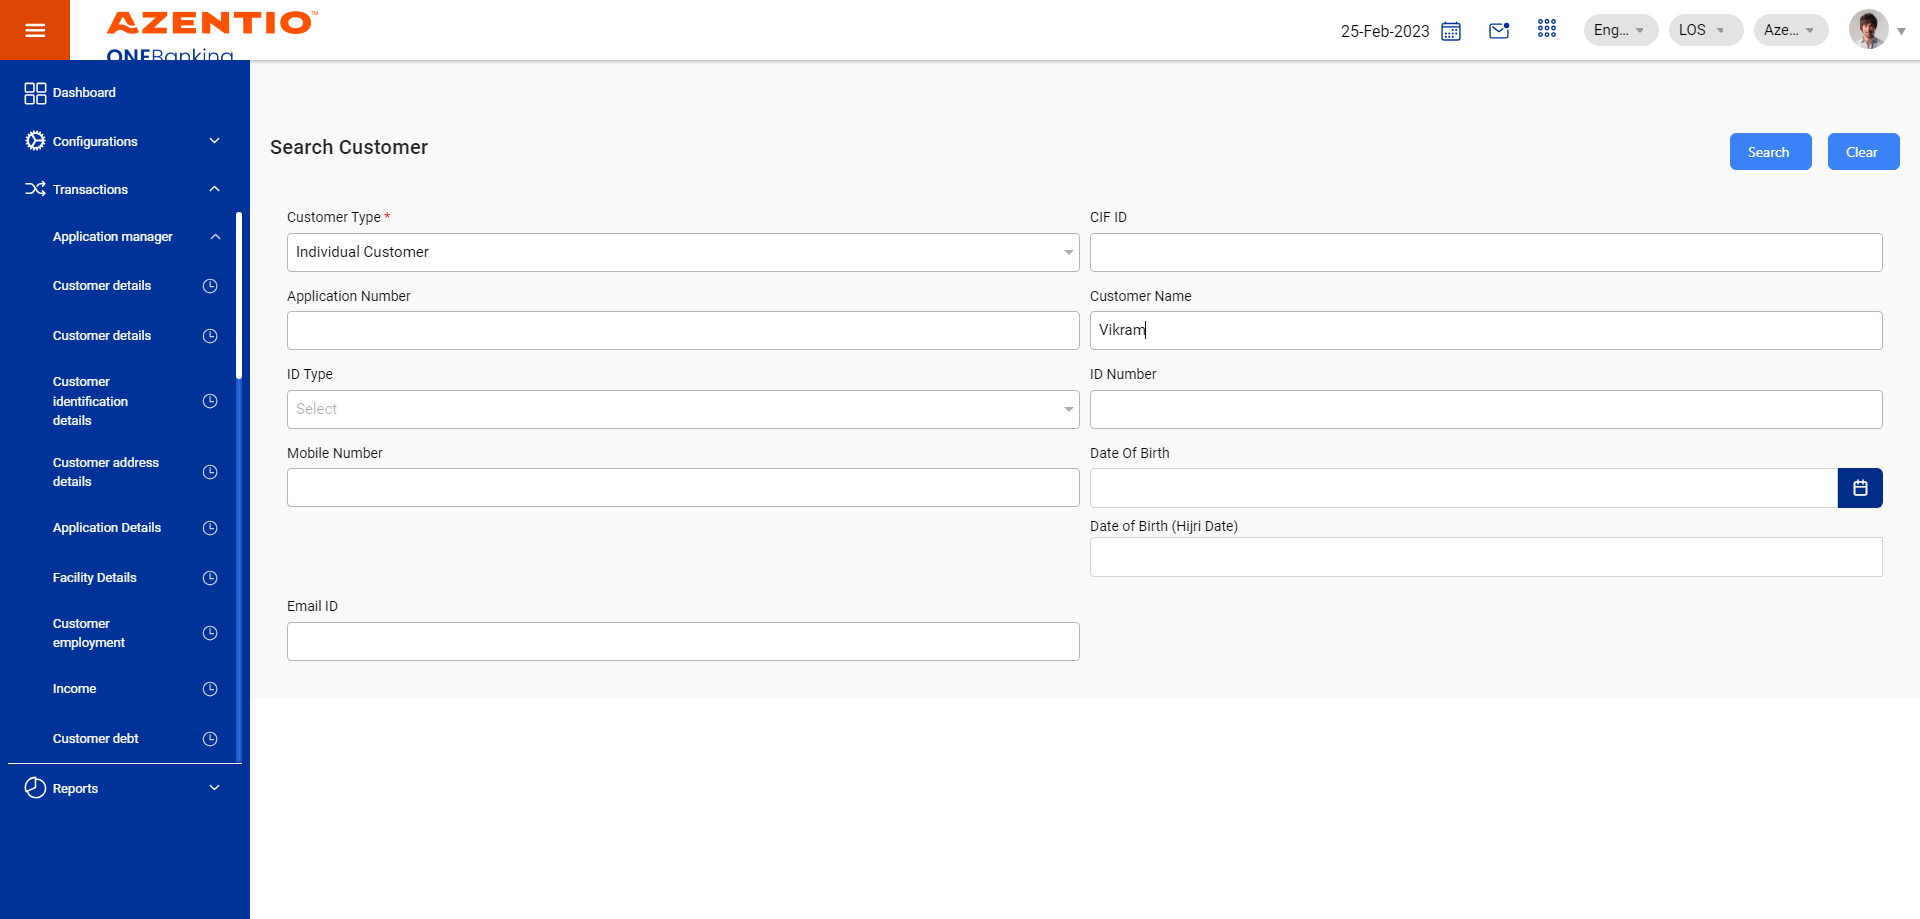 AZENTIO™
ONEBanking
25-Feb-2023
Eng...
LOS
Aze...
Dashboard
Configurations
Transactions
Application manager
Customer details
Customer details
Customer
identification
details
Customer address
details
Application Details
Facility Details
Customer
employment
Income
Customer debt
Reports
Search Customer
Search
Clear
Customer Type *
CIF ID
Individual Customer
Application Number
Customer Name
Vikram
ID Type
ID Number
Select
Mobile Number
Date Of Birth
Date of Birth (Hijri Date)
Email ID